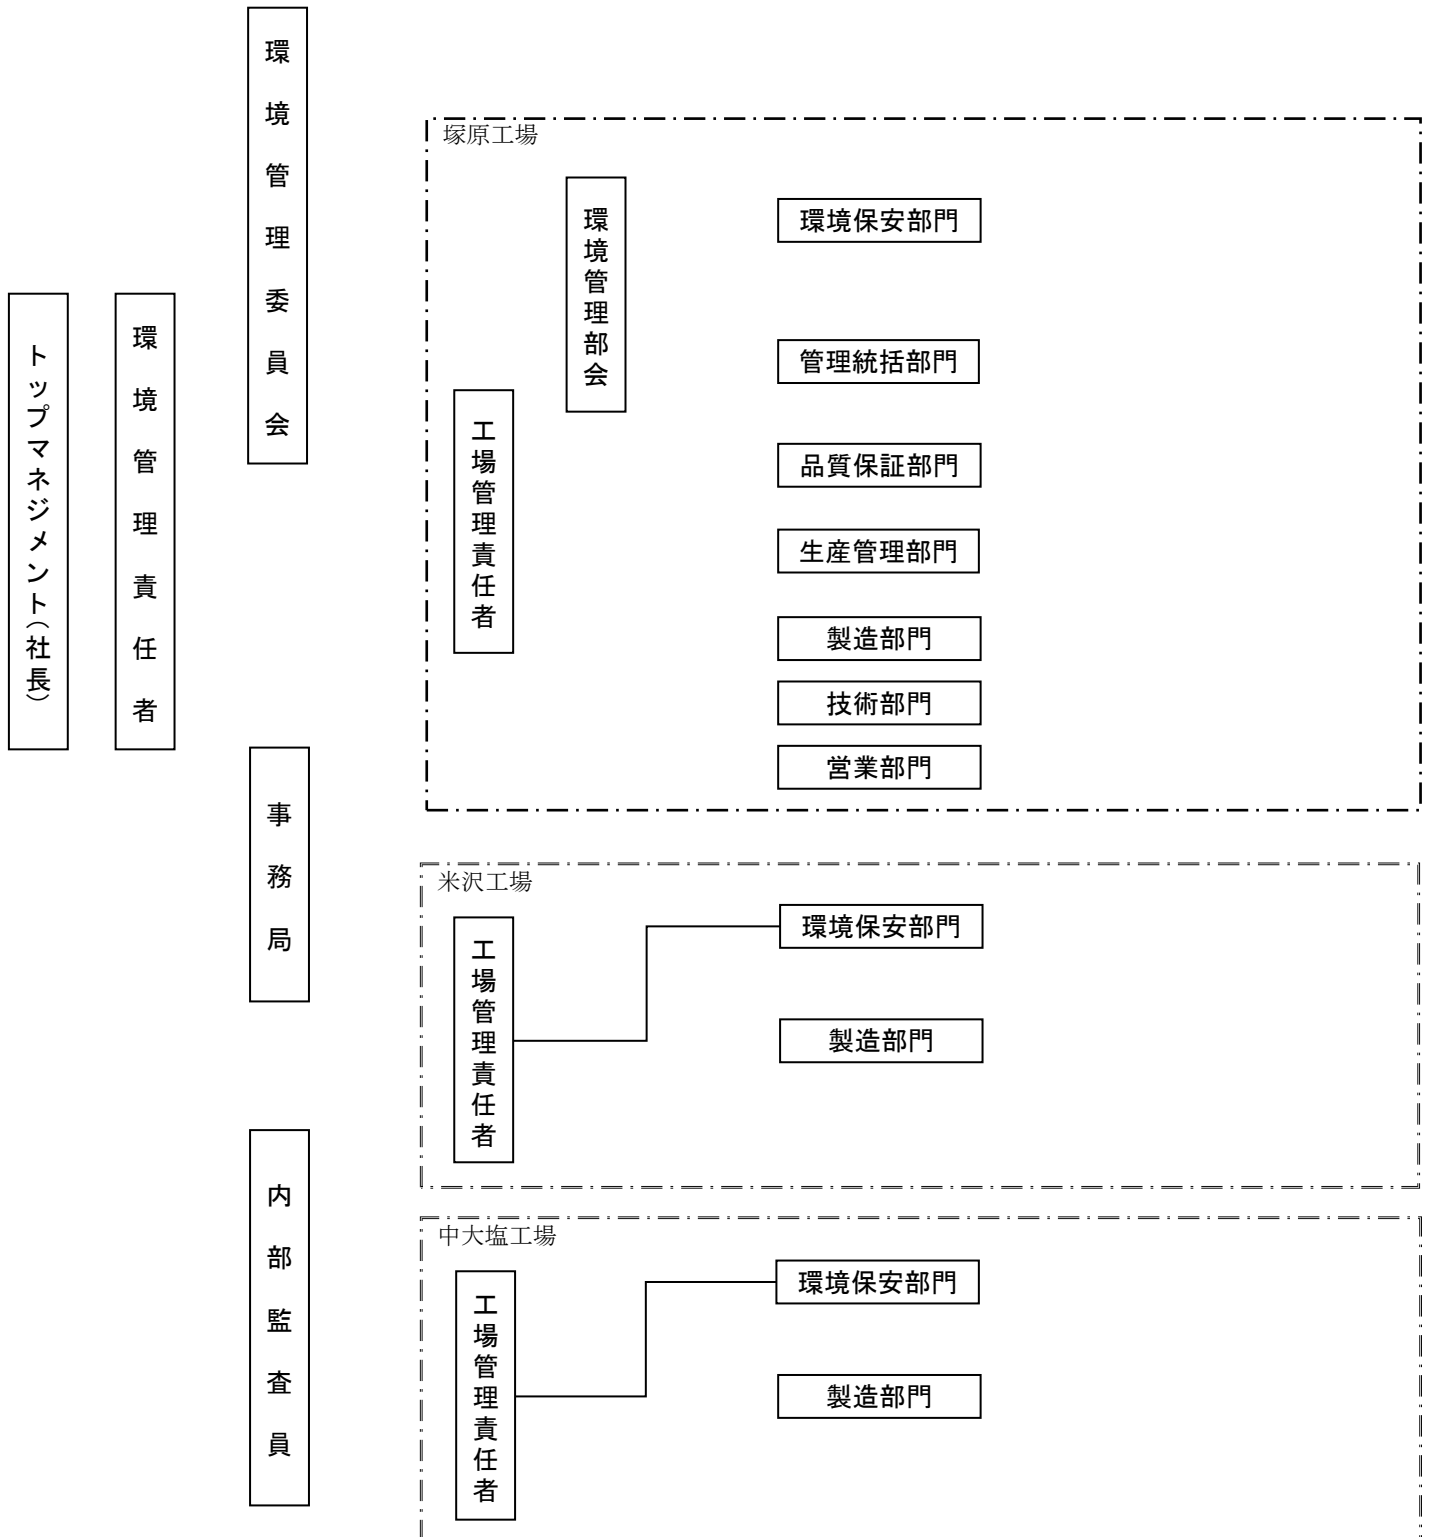 トップマネジメント(社長)
環境管理責任者
環境管理委員会
事務局
内部監査員
塚原工場
工場管理責任者
環境管理部会
環境保安部門
管理統括部門
品質保証部門
生産管理部門
製造部門
技術部門
営業部門
米沢工場
工場管理責任者
環境保安部門
製造部門
中大塩工場
工場管理責任者
環境保安部門
製造部門